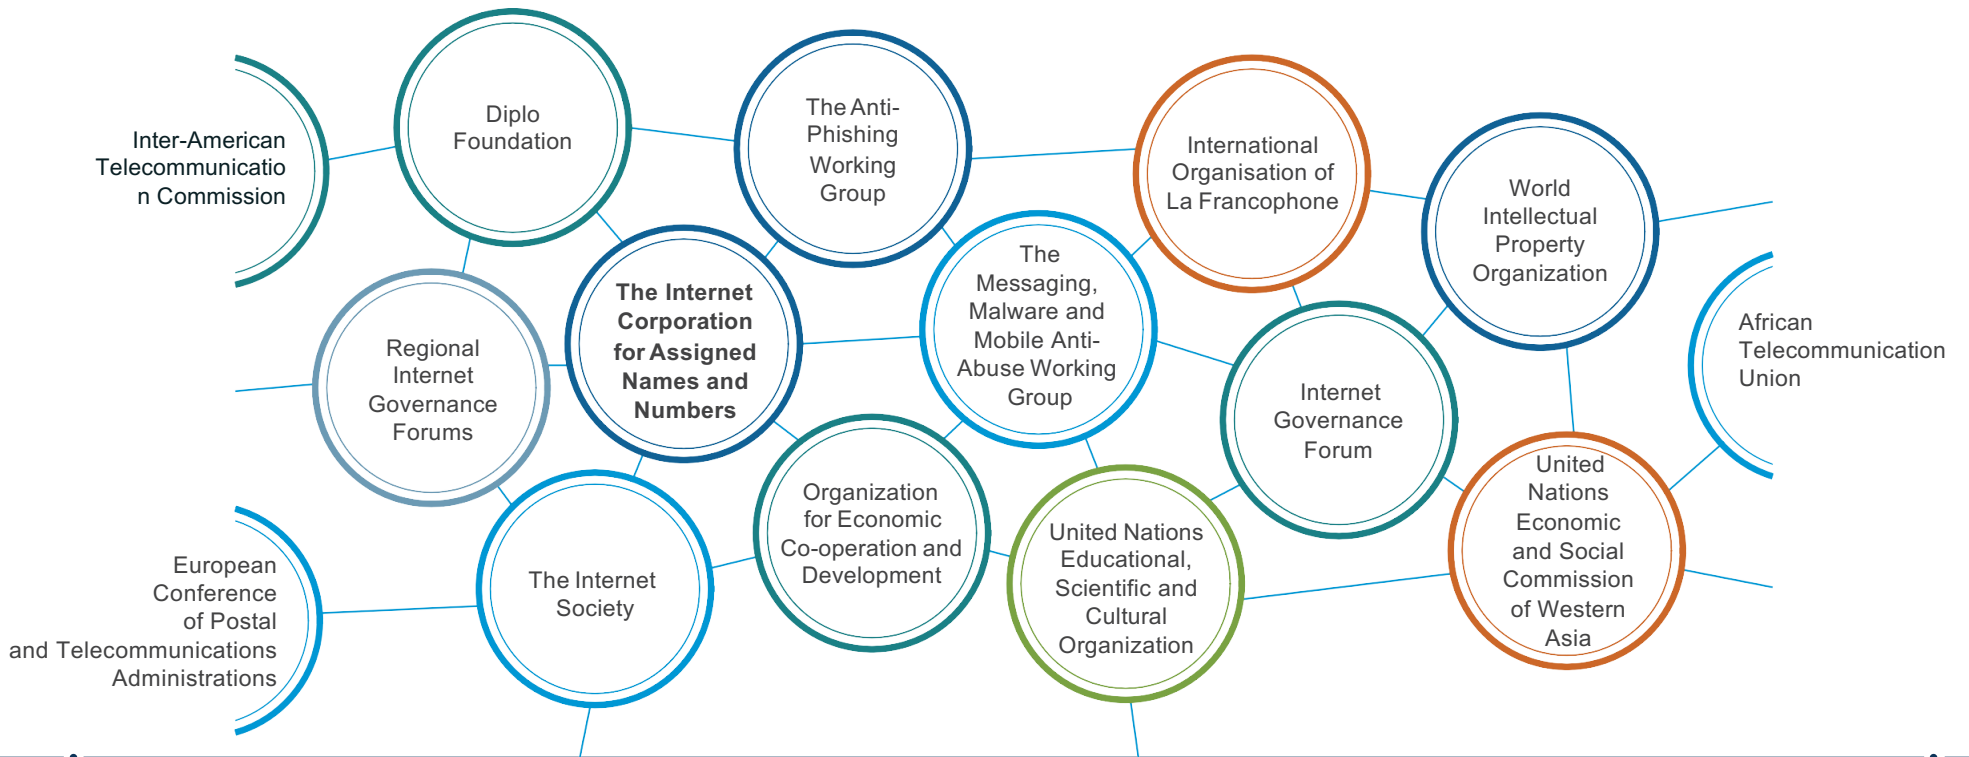 Inter-American
Telecommunicatio
n Commission
Diplo
Foundation
The Anti-
Phishing
Working
Group
International
Organisation of
La Francophone
World
Intellectual
Property
Organization
Regional
Internet
Governance
Forums
The Internet
Corporation
for Assigned
Names and
Numbers
The
Messaging,
Malware and
Mobile Anti-
Abuse Working
Group
Internet
Governance
Forum
African
Telecommunication
Union
European
Conference
of Postal
and Telecommunications
Administrations
The Internet
Society
Organization
for Economic
Co-operation and
Development
United Nations
Educational,
Scientific and
Cultural
Organization
United
Nations
Economic
and Social
Commission
of Western
Asia